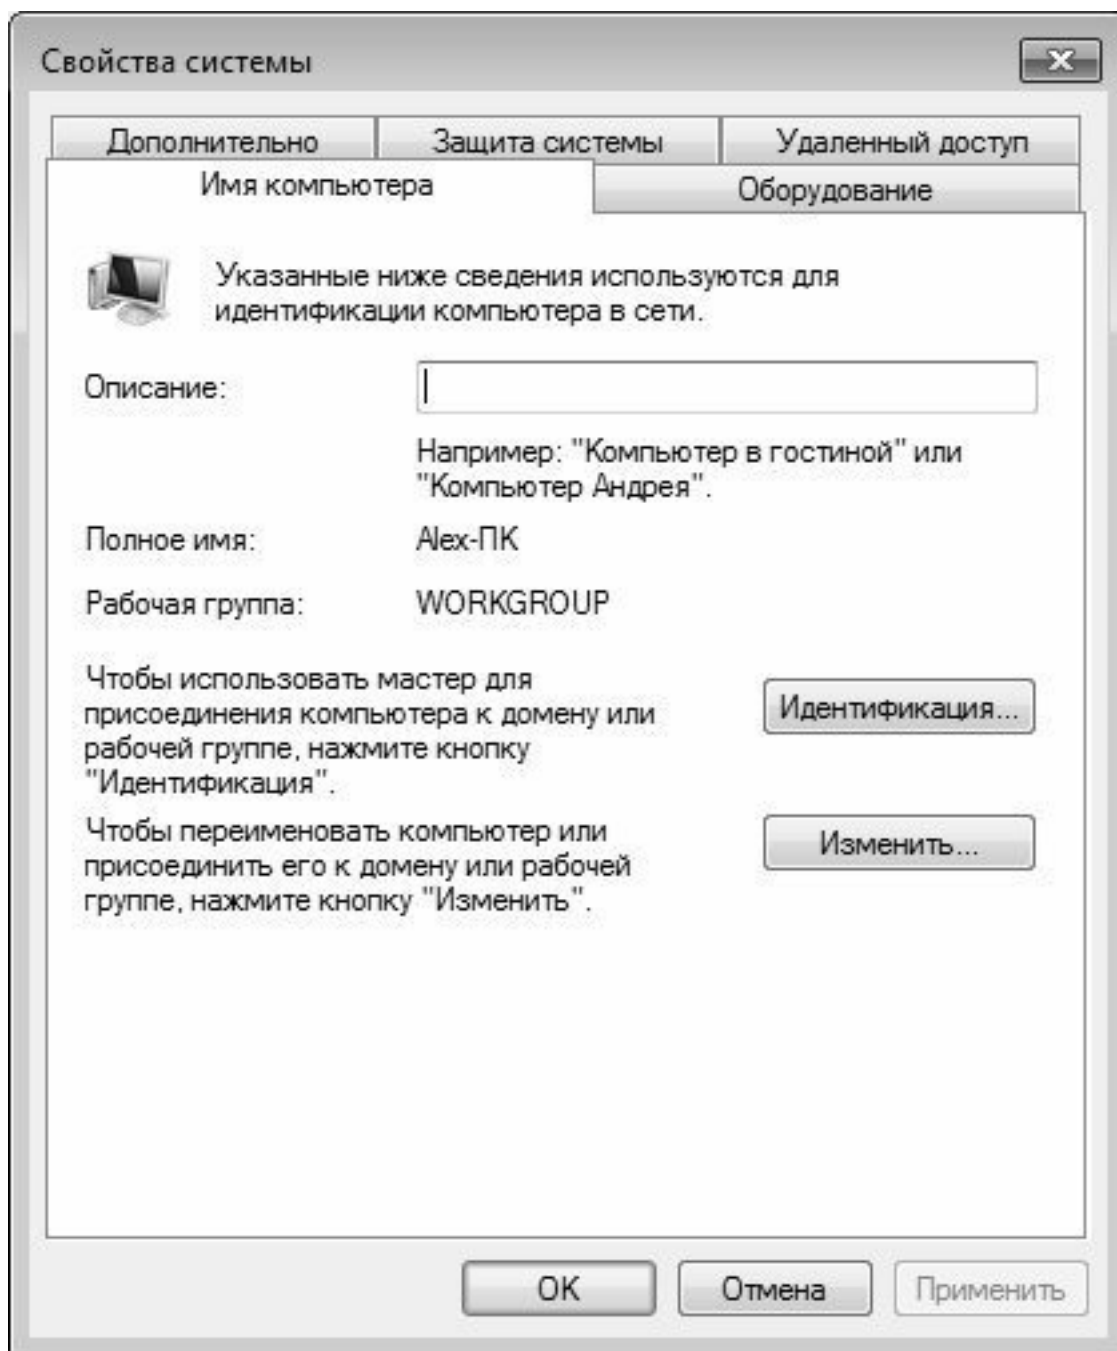 Свойства системы
Дополнительно
Защита системы
Удаленный доступ
Имя компьютера
Оборудование
Указанные ниже сведения используются для
идентификации компьютера в сети.
Описание:
Например: "Компьютер в гостиной" или
"Компьютер Андрея".
Полное имя:
Alex-ПК
Рабочая группа:
WORKGROUP
Чтобы использовать мастер для
присоединения компьютера к домену или
рабочей группе, нажмите кнопку
"Идентификация".
Идентификация...
Чтобы переименовать компьютер или
присоединить его к домену или рабочей
группе, нажмите кнопку "Изменить".
Изменить...
ОК
Отмена
Применить